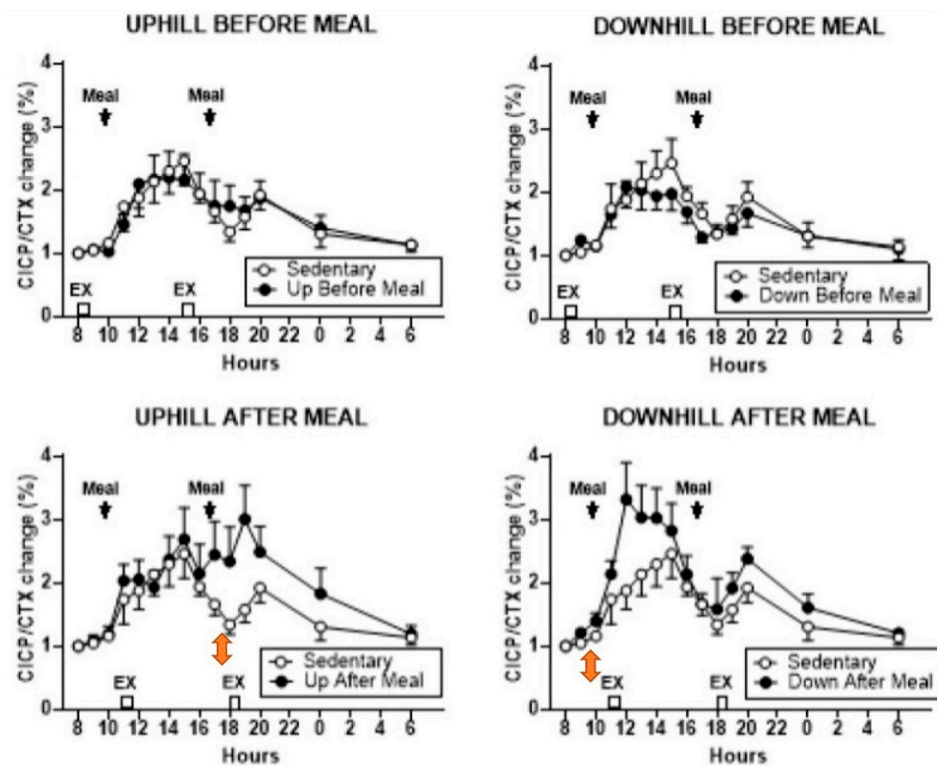 UPHILL BEFORE MEAL
CICP/CTX change (%)
4
3
2
1
0
Meal
Meal
EX
EX
Sedentary
Up Before Meal
8 10 12 14 16 18 20 22 0 2 4 6
Hours
DOWNHILL BEFORE MEAL
CICP/CTX change (%)
4
3
2
1
0
Meal
Meal
EX
EX
Sedentary
Down Before Meal
8 10 12 14 16 18 20 22 0 2 4 6
Hours
UPHILL AFTER MEAL
CICP/CTX change (%)
4
3
2
1
0
Meal
Meal
EX
EX
Sedentary
Up After Meal
8 10 12 14 16 18 20 22 0 2 4 6
Hours
DOWNHILL AFTER MEAL
CICP/CTX change (%)
4
3
2
1
0
Meal
Meal
EX
EX
Sedentary
Down After Meal
8 10 12 14 16 18 20 22 0 2 4 6
Hours